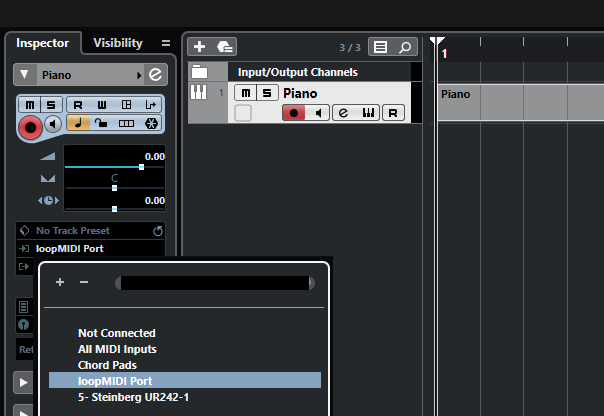 Inspector Visibility
3 / 3
1
Piano e
M S R W
0.00
C
0.00
No Track Preset
loopMIDI Port
Input/Output Channels
1 M S Piano
e R
Piano
+ −
Not Connected
All MIDI Inputs
Chord Pads
loopMIDI Port
5- Steinberg UR242-1